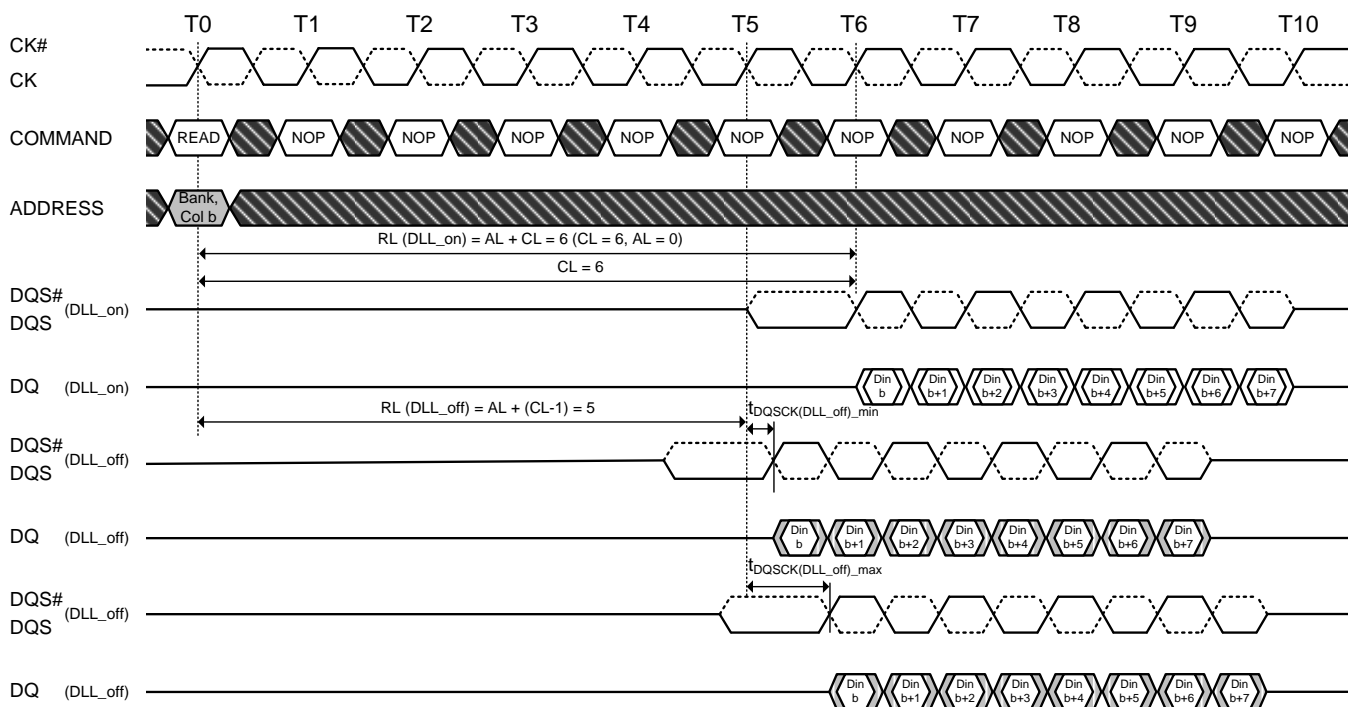 T0 T1 T2 T3 T4 T5 T6 T7 T8 T9 T10
CK#
CK
COMMAND READ NOP NOP NOP NOP NOP NOP NOP NOP NOP NOP
ADDRESS Bank, Col b
RL (DLL_on) = AL + CL = 6 (CL = 6, AL = 0)
CL = 6
DQS# (DLL_on)
DQS
DQ (DLL_on) Din b Din b+1 Din b+2 Din b+3 Din b+4 Din b+5 Din b+6 Din b+7
RL (DLL_off) = AL + (CL-1) = 5
tDQSCK(DLL_off)_min
DQS# (DLL_off)
DQS
DQ (DLL_off) Din b Din b+1 Din b+2 Din b+3 Din b+4 Din b+5 Din b+6 Din b+7
tDQSCK(DLL_off)_max
DQS# (DLL_off)
DQS
DQ (DLL_off) Din b Din b+1 Din b+2 Din b+3 Din b+4 Din b+5 Din b+6 Din b+7